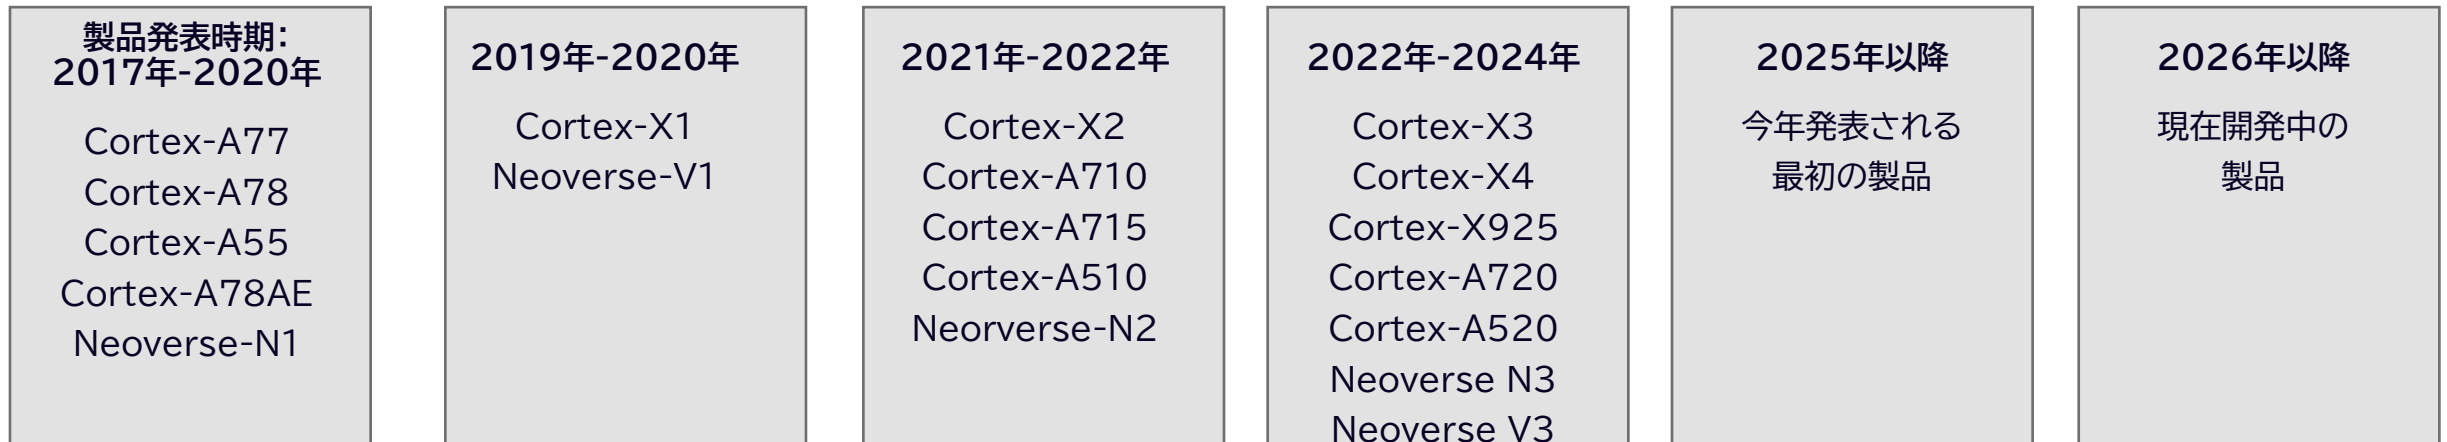 製品発表時期：
2017年-2020年
Cortex-A77
Cortex-A78
Cortex-A55
Cortex-A78AE
Neoverse-N1
2019年-2020年
Cortex-X1
Neoverse-V1
2021年-2022年
Cortex-X2
Cortex-A710
Cortex-A715
Cortex-A510
Neorverse-N2
2022年-2024年
Cortex-X3
Cortex-X4
Cortex-X925
Cortex-A720
Cortex-A520
Neoverse N3
Neoverse V3
2025年以降
今年発表される
最初の製品
2026年以降
現在開発中の
製品